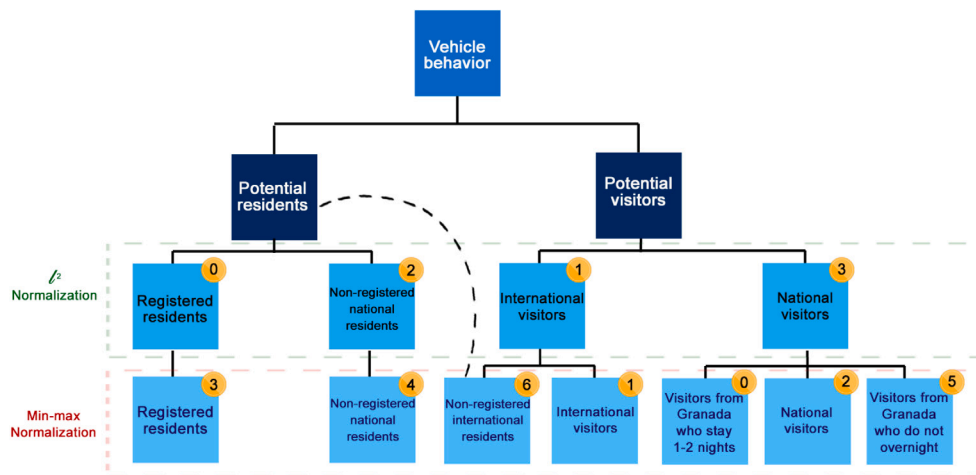 Vehicle
behavior
Potential
residents
Potential
visitors
ℓ²
Normalization
0
Registered
residents
2
Non-registered
national
residents
1
International
visitors
3
National
visitors
Min-max
Normalization
3
Registered
residents
4
Non-registered
national
residents
6
Non-registered
international
residents
1
International
visitors
0
Visitors from
Granada
who stay
1-2 nights
2
National
visitors
5
Visitors from
Granada
who do not
overnight